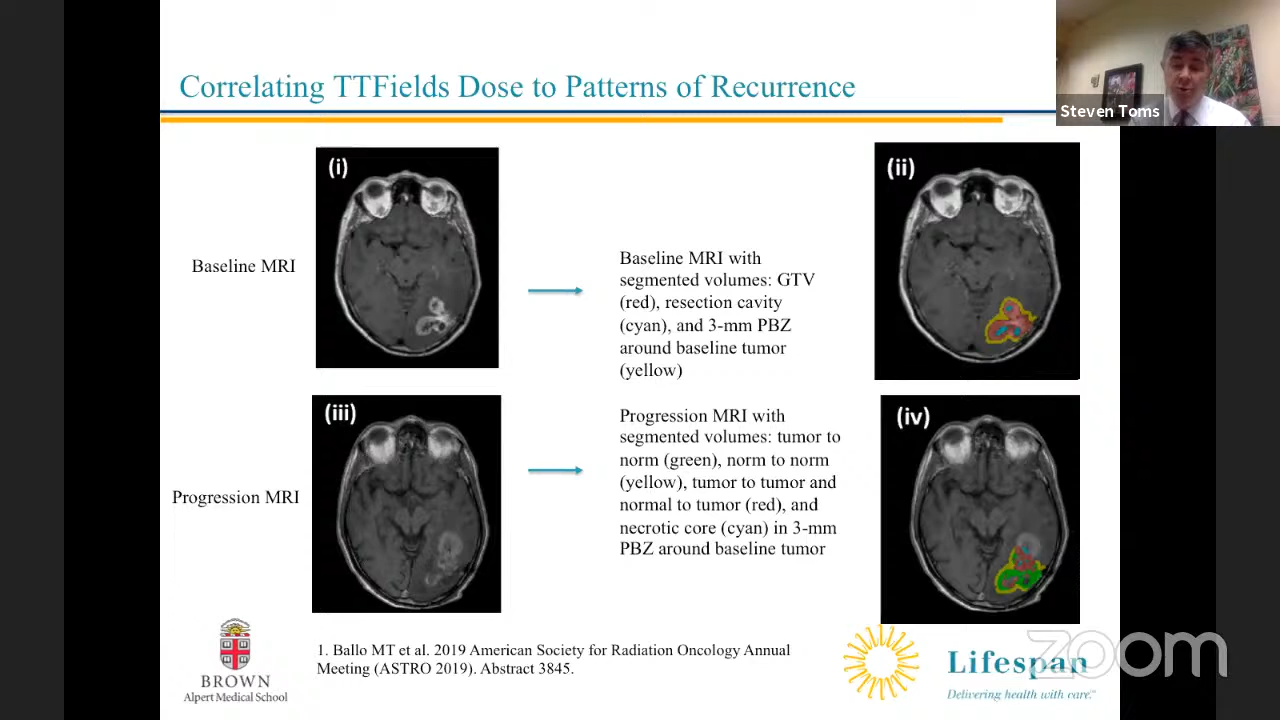 Correlating TTFields Dose to Patterns of Recurrence
Steven Toms
(i)
(ii)
Baseline MRI
Baseline MRI with
segmented volumes: GTV
(red), resection cavity
(cyan), and 3-mm PBZ
around baseline tumor
(yellow)
(iii)
(iv)
Progression MRI
Progression MRI with
segmented volumes: tumor to
norm (green), norm to norm
(yellow), tumor to tumor and
normal to tumor (red), and
necrotic core (cyan) in 3-mm
PBZ around baseline tumor
BROWN
Alpert Medical School
1. Ballo MT et al. 2019 American Society for Radiation Oncology Annual
Meeting (ASTRO 2019). Abstract 3845.
Lifespan
Delivering health with care.™
zoom